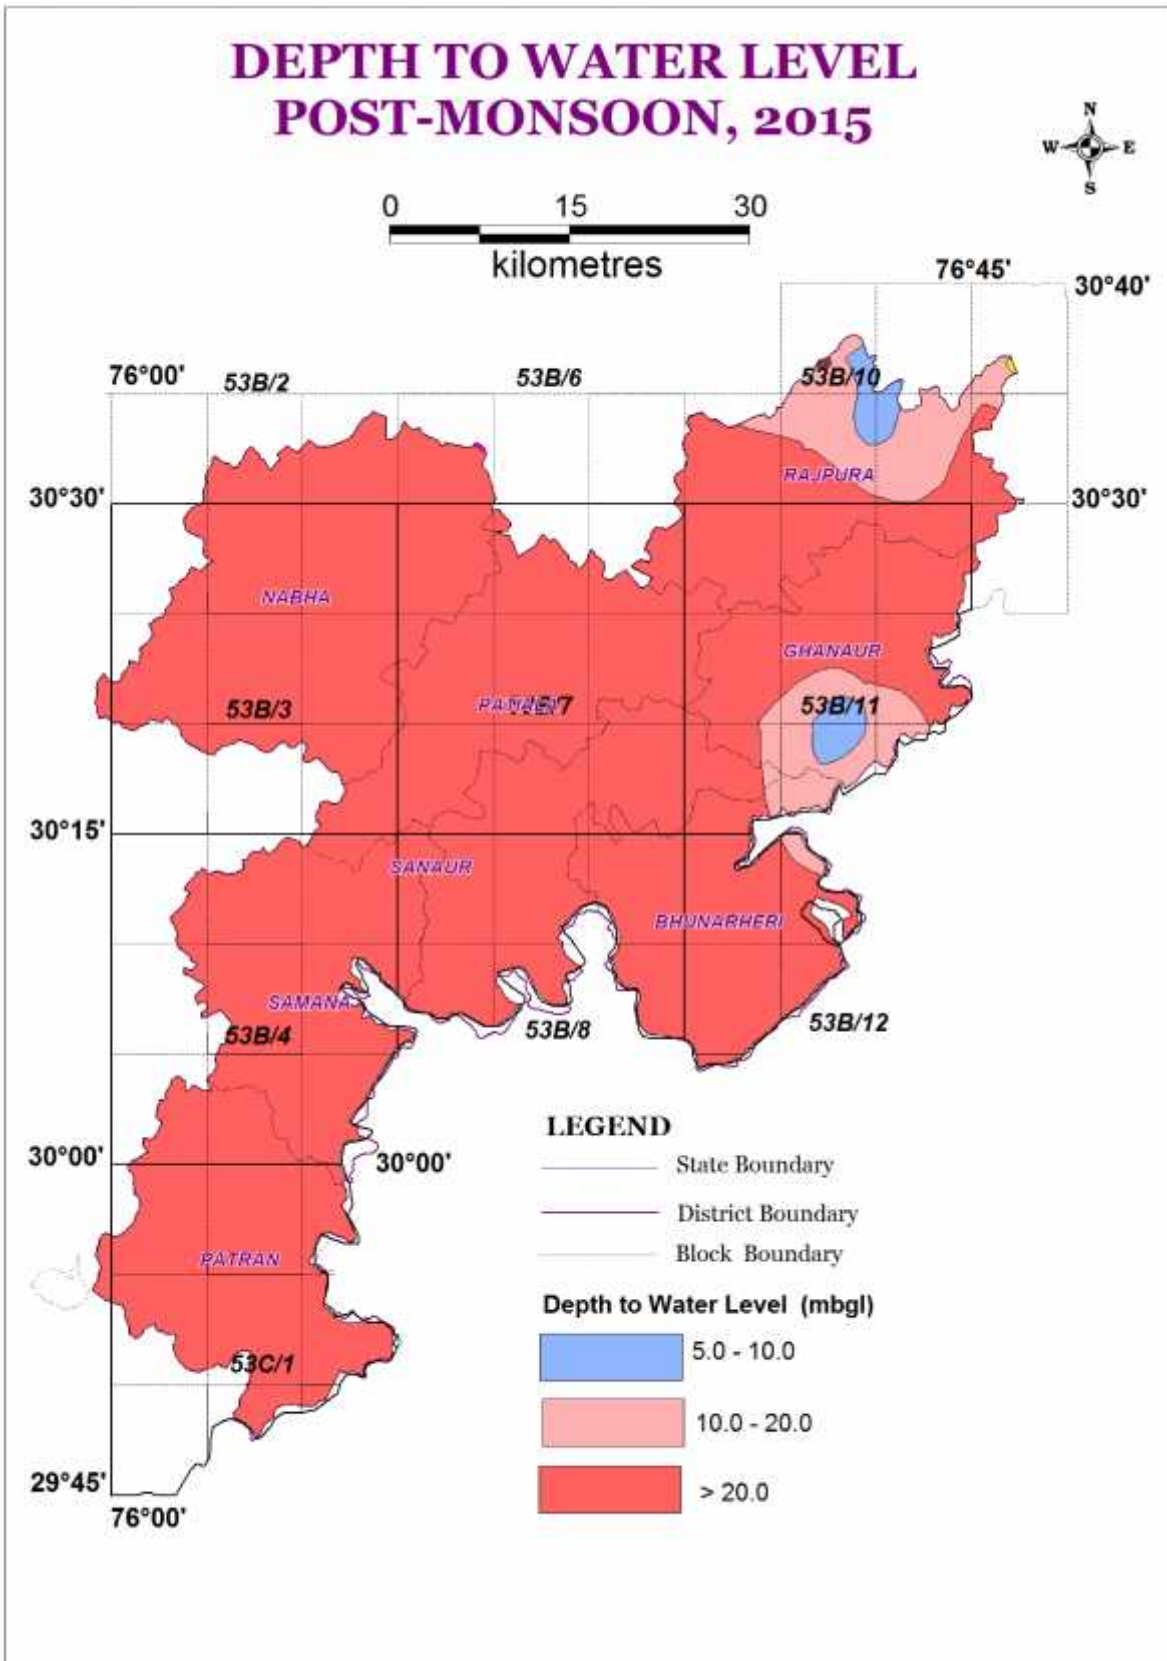 DEPTH TO WATER LEVEL
POST-MONSOON, 2015
N
W E
S
0 15 30
kilometres
76°45'
30°40'
76°00'
53B/2
53B/6
53B/10
RAJPURA
30°30'
30°30'
NABHA
GHANAUR
53B/3
53B/11
30°15'
SANAUR
BHUNARHERI
SAMANA
53B/4
53B/8
53B/12
LEGEND
30°00'
30°00'
State Boundary
District Boundary
Block Boundary
PATRAN
Depth to Water Level (mbgl)
5.0 - 10.0
53C/1
10.0 - 20.0
29°45'
> 20.0
76°00'